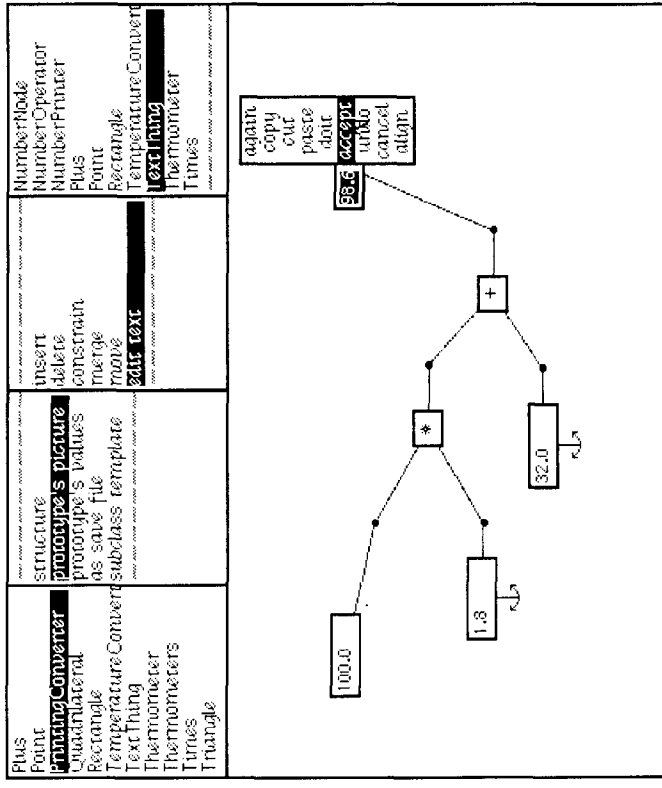 Plus
Point
PrintingConverter
Quadrilateral
Rectangle
TemperatureConvert
TextThing
Thermometer
Thermometers
Times
Triangle
structure
prototype's picture
prototype's values
as save file
subclass template
insert
delete
constrain
merge
move
edit text
NumberNode
NumberOperator
NumberPrinter
Plus
Point
Rectangle
TemperatureConvert
TextThing
Thermometer
Times
again
copy
cut
paste
doit
accept
undo
cancel
align
100.0
*
+
98.6
1.8
32.0